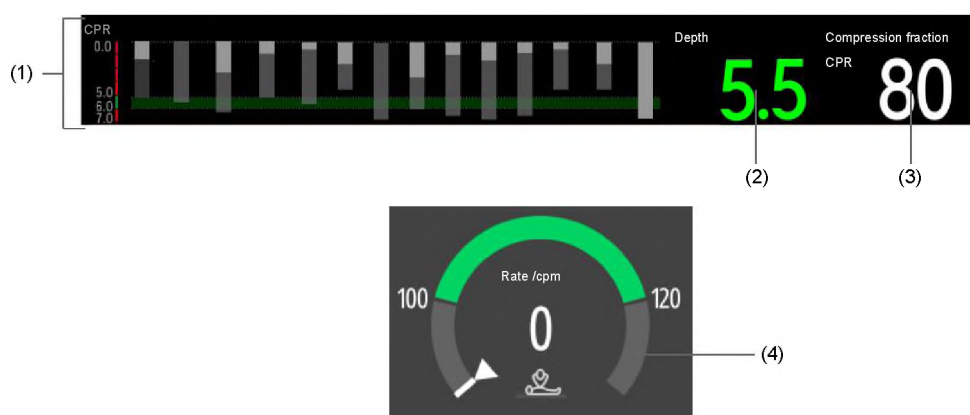 CPR
0.0
5.0
6.0
7.0
Depth
5.5
Compression fraction
CPR
80
(1)
(2)
(3)
Rate /cpm
100
120
0
(4)